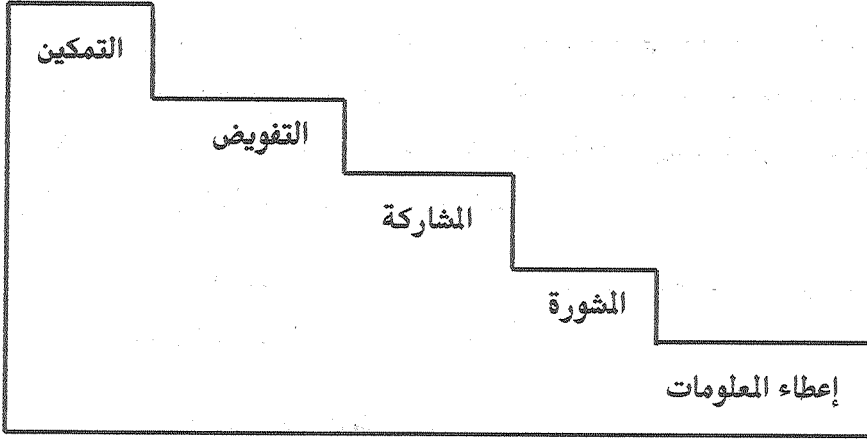 التمكين
التفويض
المشاركة
المشورة
إعطاء المعلومات